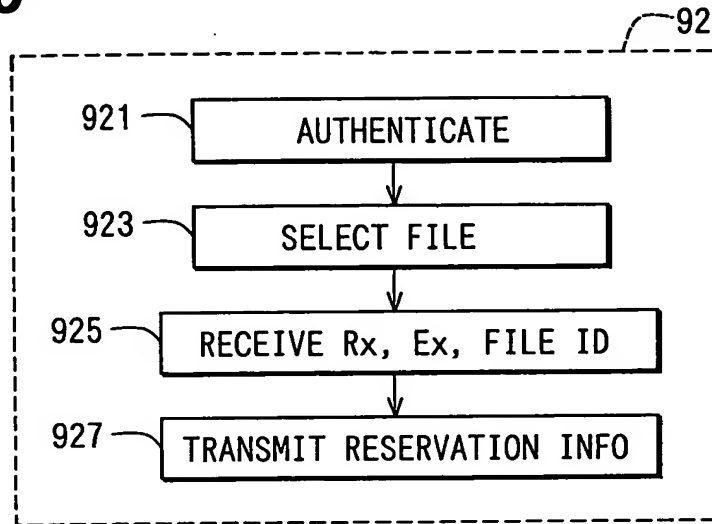 92
921
AUTHENTICATE
923
SELECT FILE
925
RECEIVE Rx, Ex, FILE ID
927
TRANSMIT RESERVATION INFO